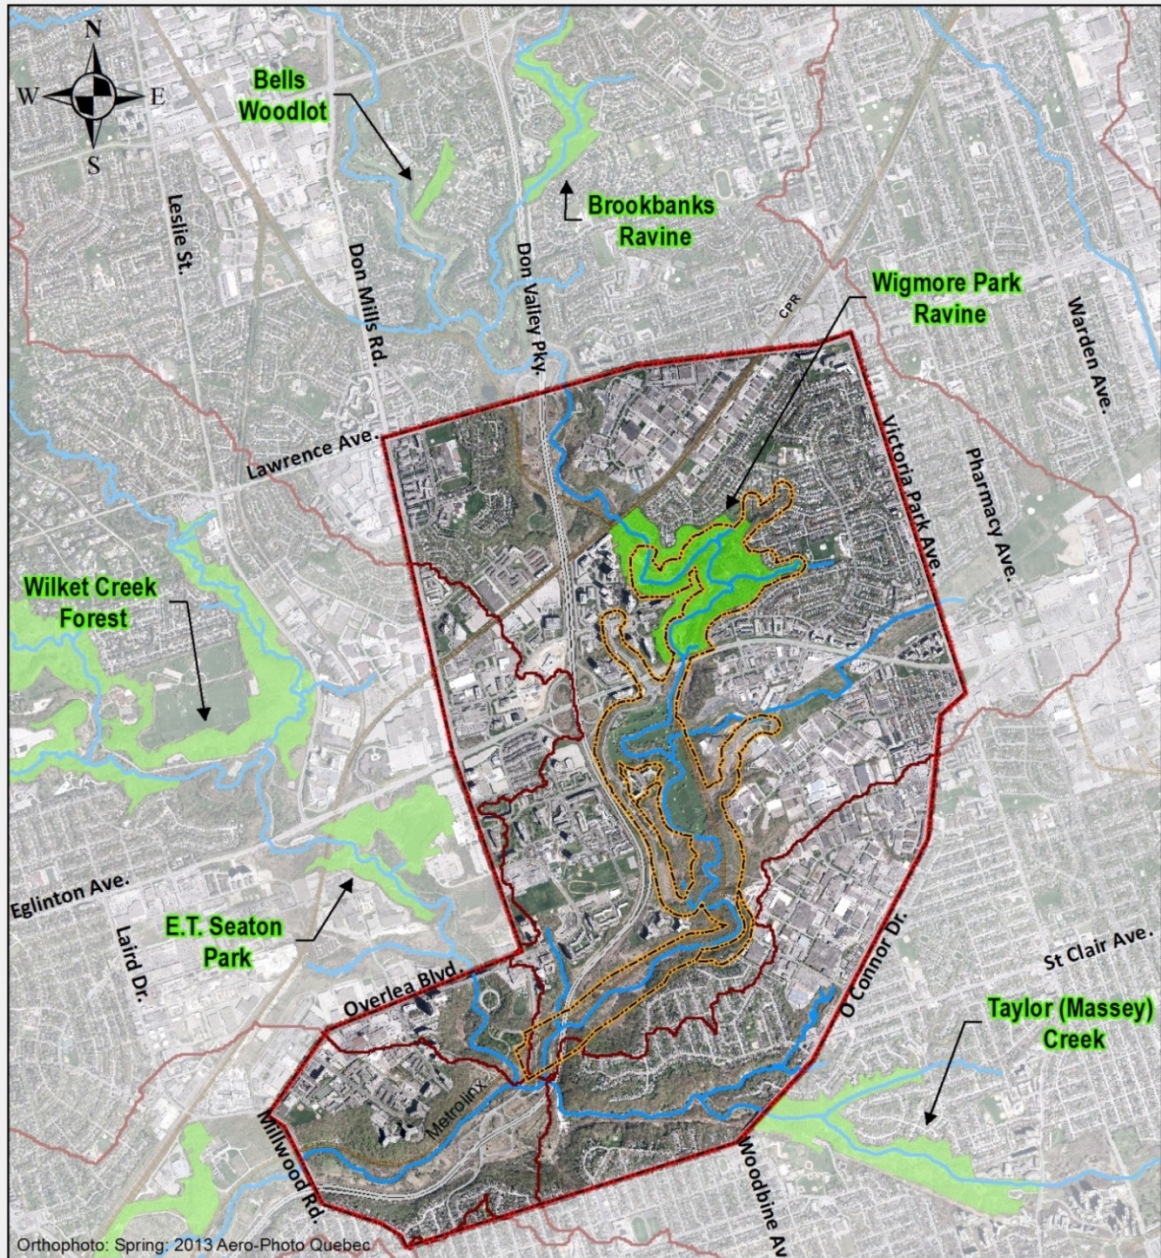 N
W
E
S
Bells
Woodlot
Brookbanks
Ravine
Wigmore Park
Ravine
Leslie St.
Don Mills Rd.
Don Valley Pky.
CPR
Warden Ave.
Lawrence Ave.
Victoria Park Ave.
Pharmacy Ave.
Wilket Creek
Forest
Eglinton Ave.
Laird Dr.
E.T. Seaton
Park
Overlea Blvd.
O Connor Dr.
St Clair Ave.
Taylor (Massey)
Creek
Metrolinx
Millwood Rd.
Woodbine Av
Orthophoto: Spring: 2013 Aero-Photo Quebec